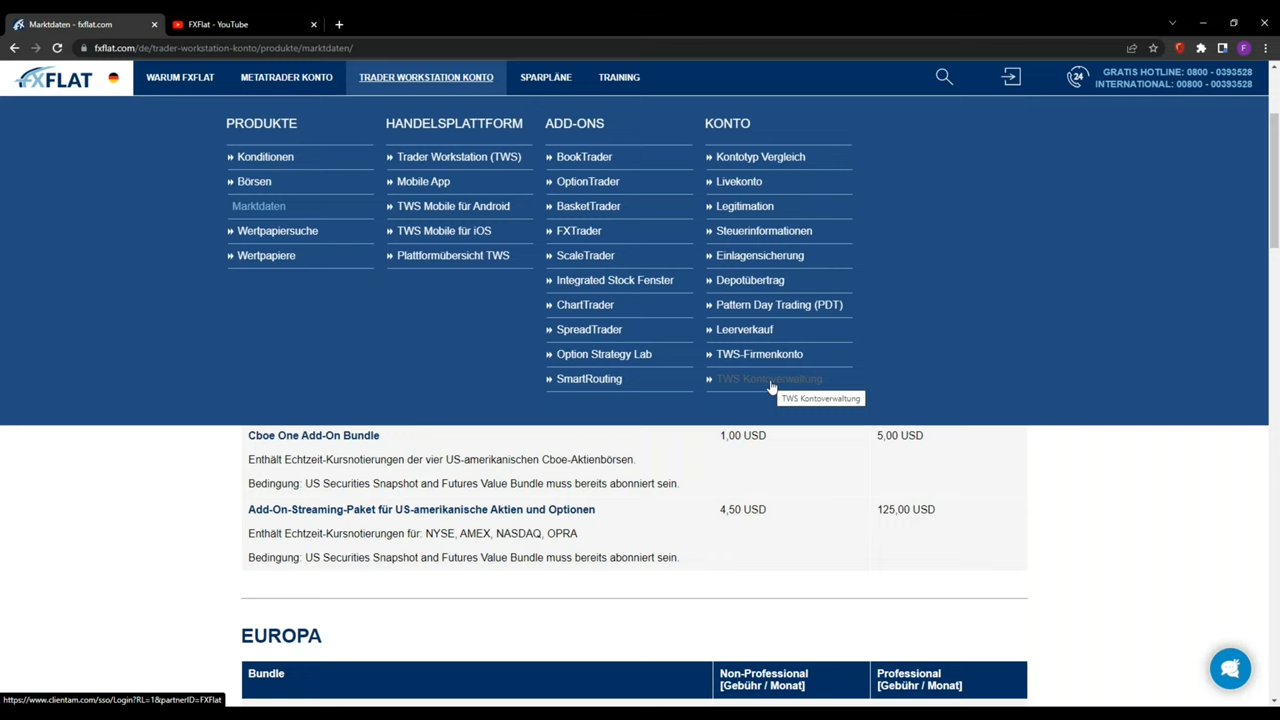 Marktdaten - fxflat.com
FXFlat - YouTube
fxflat.com/de/trader-workstation-konto/produkte/marktdaten/
F
FXFLAT
WARUM FXFLAT
METATRADER KONTO
TRADER WORKSTATION KONTO
SPARPLÄNE
TRAINING
24
GRATIS HOTLINE: 0800 - 0393528
INTERNATIONAL: 00800 - 00393528
PRODUKTE
Konditionen
Börsen
Marktdaten
Wertpapiersuche
Wertpapiere
HANDELSPLATTFORM
Trader Workstation (TWS)
Mobile App
TWS Mobile für Android
TWS Mobile für iOS
Plattformübersicht TWS
ADD-ONS
BookTrader
OptionTrader
BasketTrader
FXTrader
ScaleTrader
Integrated Stock Fenster
ChartTrader
SpreadTrader
Option Strategy Lab
SmartRouting
KONTO
Kontotyp Vergleich
Livekonto
Legitimation
Steuerinformationen
Einlagensicherung
Depotübertrag
Pattern Day Trading (PDT)
Leerverkauf
TWS-Firmenkonto
TWS Kontoverwaltung
TWS Kontoverwaltung
Cboe One Add-On Bundle 1,00 USD 5,00 USD
Enthält Echtzeit-Kursnotierungen der vier US-amerikanischen Cboe-Aktienbörsen.
Bedingung: US Securities Snapshot and Futures Value Bundle muss bereits abonniert sein.
Add-On-Streaming-Paket für US-amerikanische Aktien und Optionen 4,50 USD 125,00 USD
Enthält Echtzeit-Kursnotierungen für: NYSE, AMEX, NASDAQ, OPRA
Bedingung: US Securities Snapshot and Futures Value Bundle muss bereits abonniert sein.
EUROPA
Bundle
Non-Professional
[Gebühr / Monat]
Professional
[Gebühr / Monat]
https://www.clientam.com/sso/Login?RL=1&partnerID=FXFlat